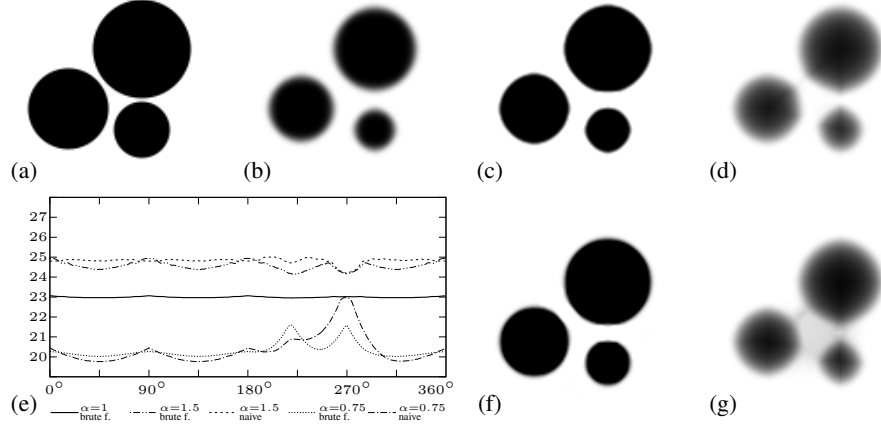 (a) (b) (c) (d)
27
26
25
24
23
22
21
20
0° 90° 180° 270° 360°
(e) α=1 brute f. α=1.5 brute f. α=1.5 naive α=0.75 brute f. α=0.75 naive
(f) (g)